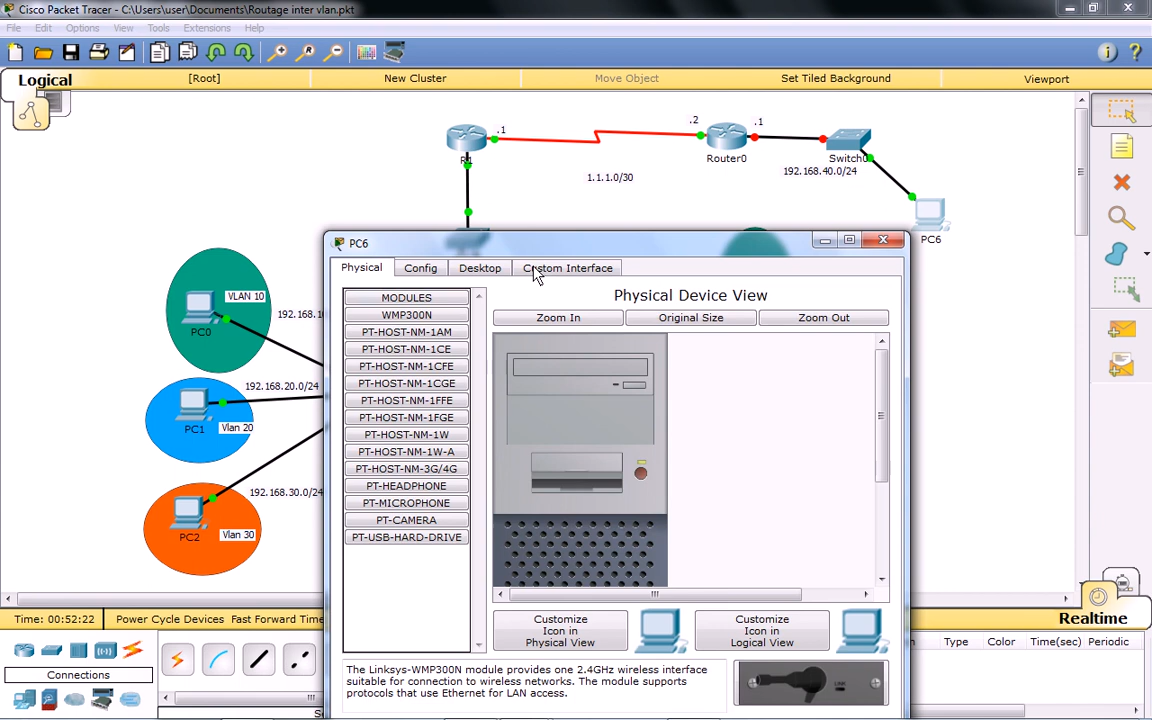 Cisco Packet Tracer - C:\Users\user\Documents\Routage inter vlan.pkt
File Edit Options View Tools Extensions Help
Logical [Root] New Cluster Move Object Set Tiled Background Viewport
.1 .2 .1
R1 Router0 Switch0
192.168.40.0/24
1.1.1.0/30
PC6
PC6
Physical Config Desktop Custom Interface
MODULES
WMP300N
PT-HOST-NM-1AM
PT-HOST-NM-1CE
PT-HOST-NM-1CFE
PT-HOST-NM-1CGE
PT-HOST-NM-1FFE
PT-HOST-NM-1FGE
PT-HOST-NM-1W
PT-HOST-NM-1W-A
PT-HOST-NM-3G/4G
PT-HEADPHONE
PT-MICROPHONE
PT-CAMERA
PT-USB-HARD-DRIVE
Physical Device View
Zoom In Original Size Zoom Out
Customize
Icon in
Physical View
Customize
Icon in
Logical View
The Linksys-WMP300N module provides one 2.4GHz wireless interface
suitable for connection to wireless networks. The module supports
protocols that use Ethernet for LAN access.
LINK
VLAN 10
PC0
192.168.10
192.168.20.0/24
PC1
Vlan 20
192.168.30.0/24
PC2
Vlan 30
Time: 00:52:22 Power Cycle Devices Fast Forward Time
Realtime
Connections
Type Color Time(sec) Periodic